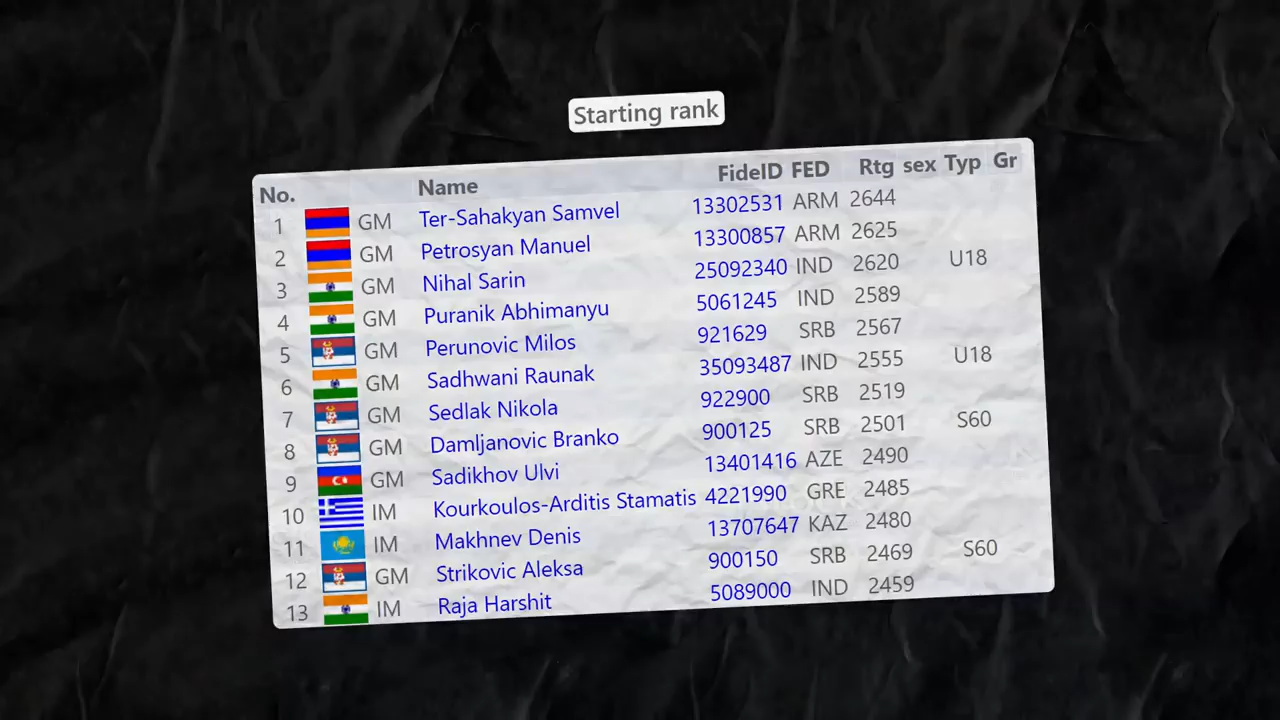 Starting rank
No. Name FideID FED Rtg sex Typ Gr
1 GM Ter-Sahakyan Samvel 13302531 ARM 2644
2 GM Petrosyan Manuel 13300857 ARM 2625
3 GM Nihal Sarin 25092340 IND 2620 U18
4 GM Puranik Abhimanyu 5061245 IND 2589
5 GM Perunovic Milos 921629 SRB 2567
6 GM Sadhwani Raunak 35093487 IND 2555 U18
7 GM Sedlak Nikola 922900 SRB 2519
8 GM Damljanovic Branko 900125 SRB 2501 S60
9 GM Sadikhov Ulvi 13401416 AZE 2490
10 IM Kourkoulos-Arditis Stamatis 4221990 GRE 2485
11 IM Makhnev Denis 13707647 KAZ 2480
12 GM Strikovic Aleksa 900150 SRB 2469 S60
13 IM Raja Harshit 5089000 IND 2459